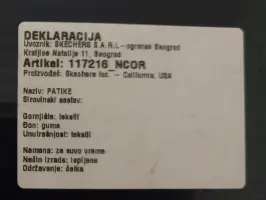 DEKLARACIJA
Uvoznik: SKECHERS S.A.R.L-ogranak Beograd
Kraljice Natalije 11, Beograd
Artikal: 117216_NCOR
Proizvođač: Skechers Inc. - California, USA
Naziv: PATIKE
Sirovinski sastav:
Gornjište: tekstil
Đon: guma
Unutrašnjost: tekstil
Namena: za suvo vreme
Način izrade: lepljene
Održavanje: četka